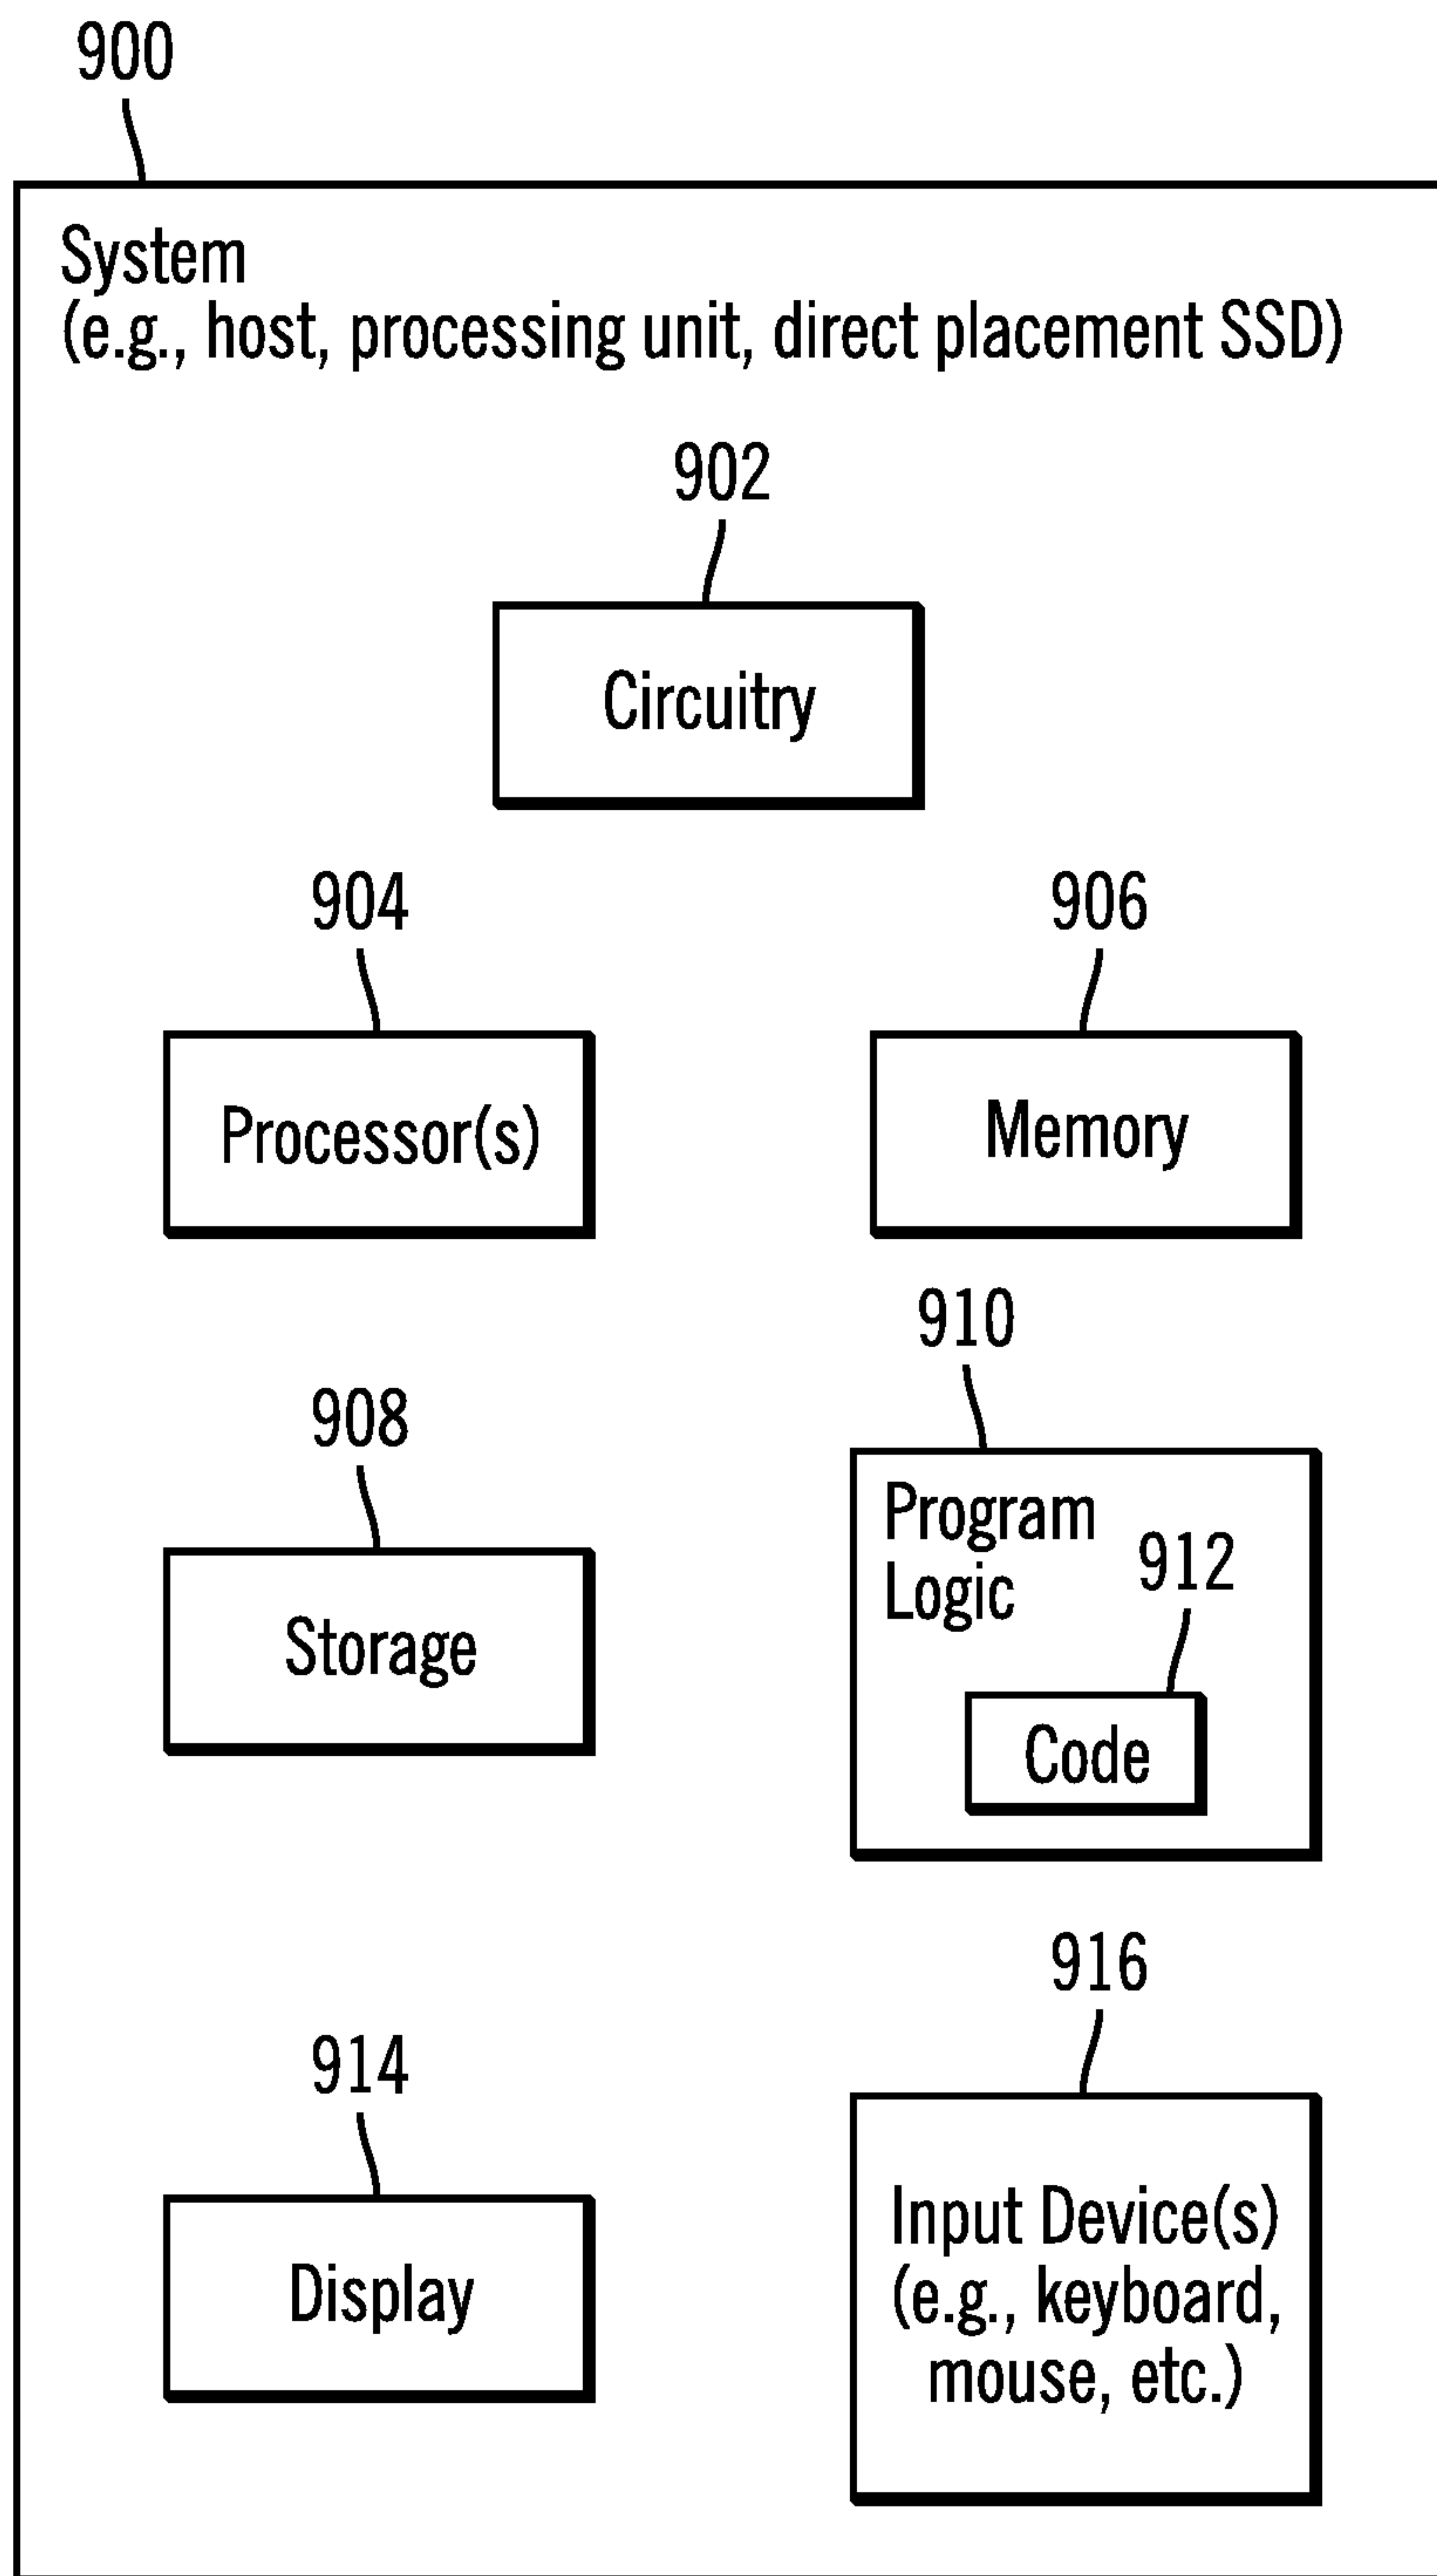 900
System
(e.g., host, processing unit, direct placement SSD)
902
Circuitry
904
Processor(s)
906
Memory
908
Storage
910
Program
Logic
912
Code
914
Display
916
Input Device(s)
(e.g., keyboard,
mouse, etc.)